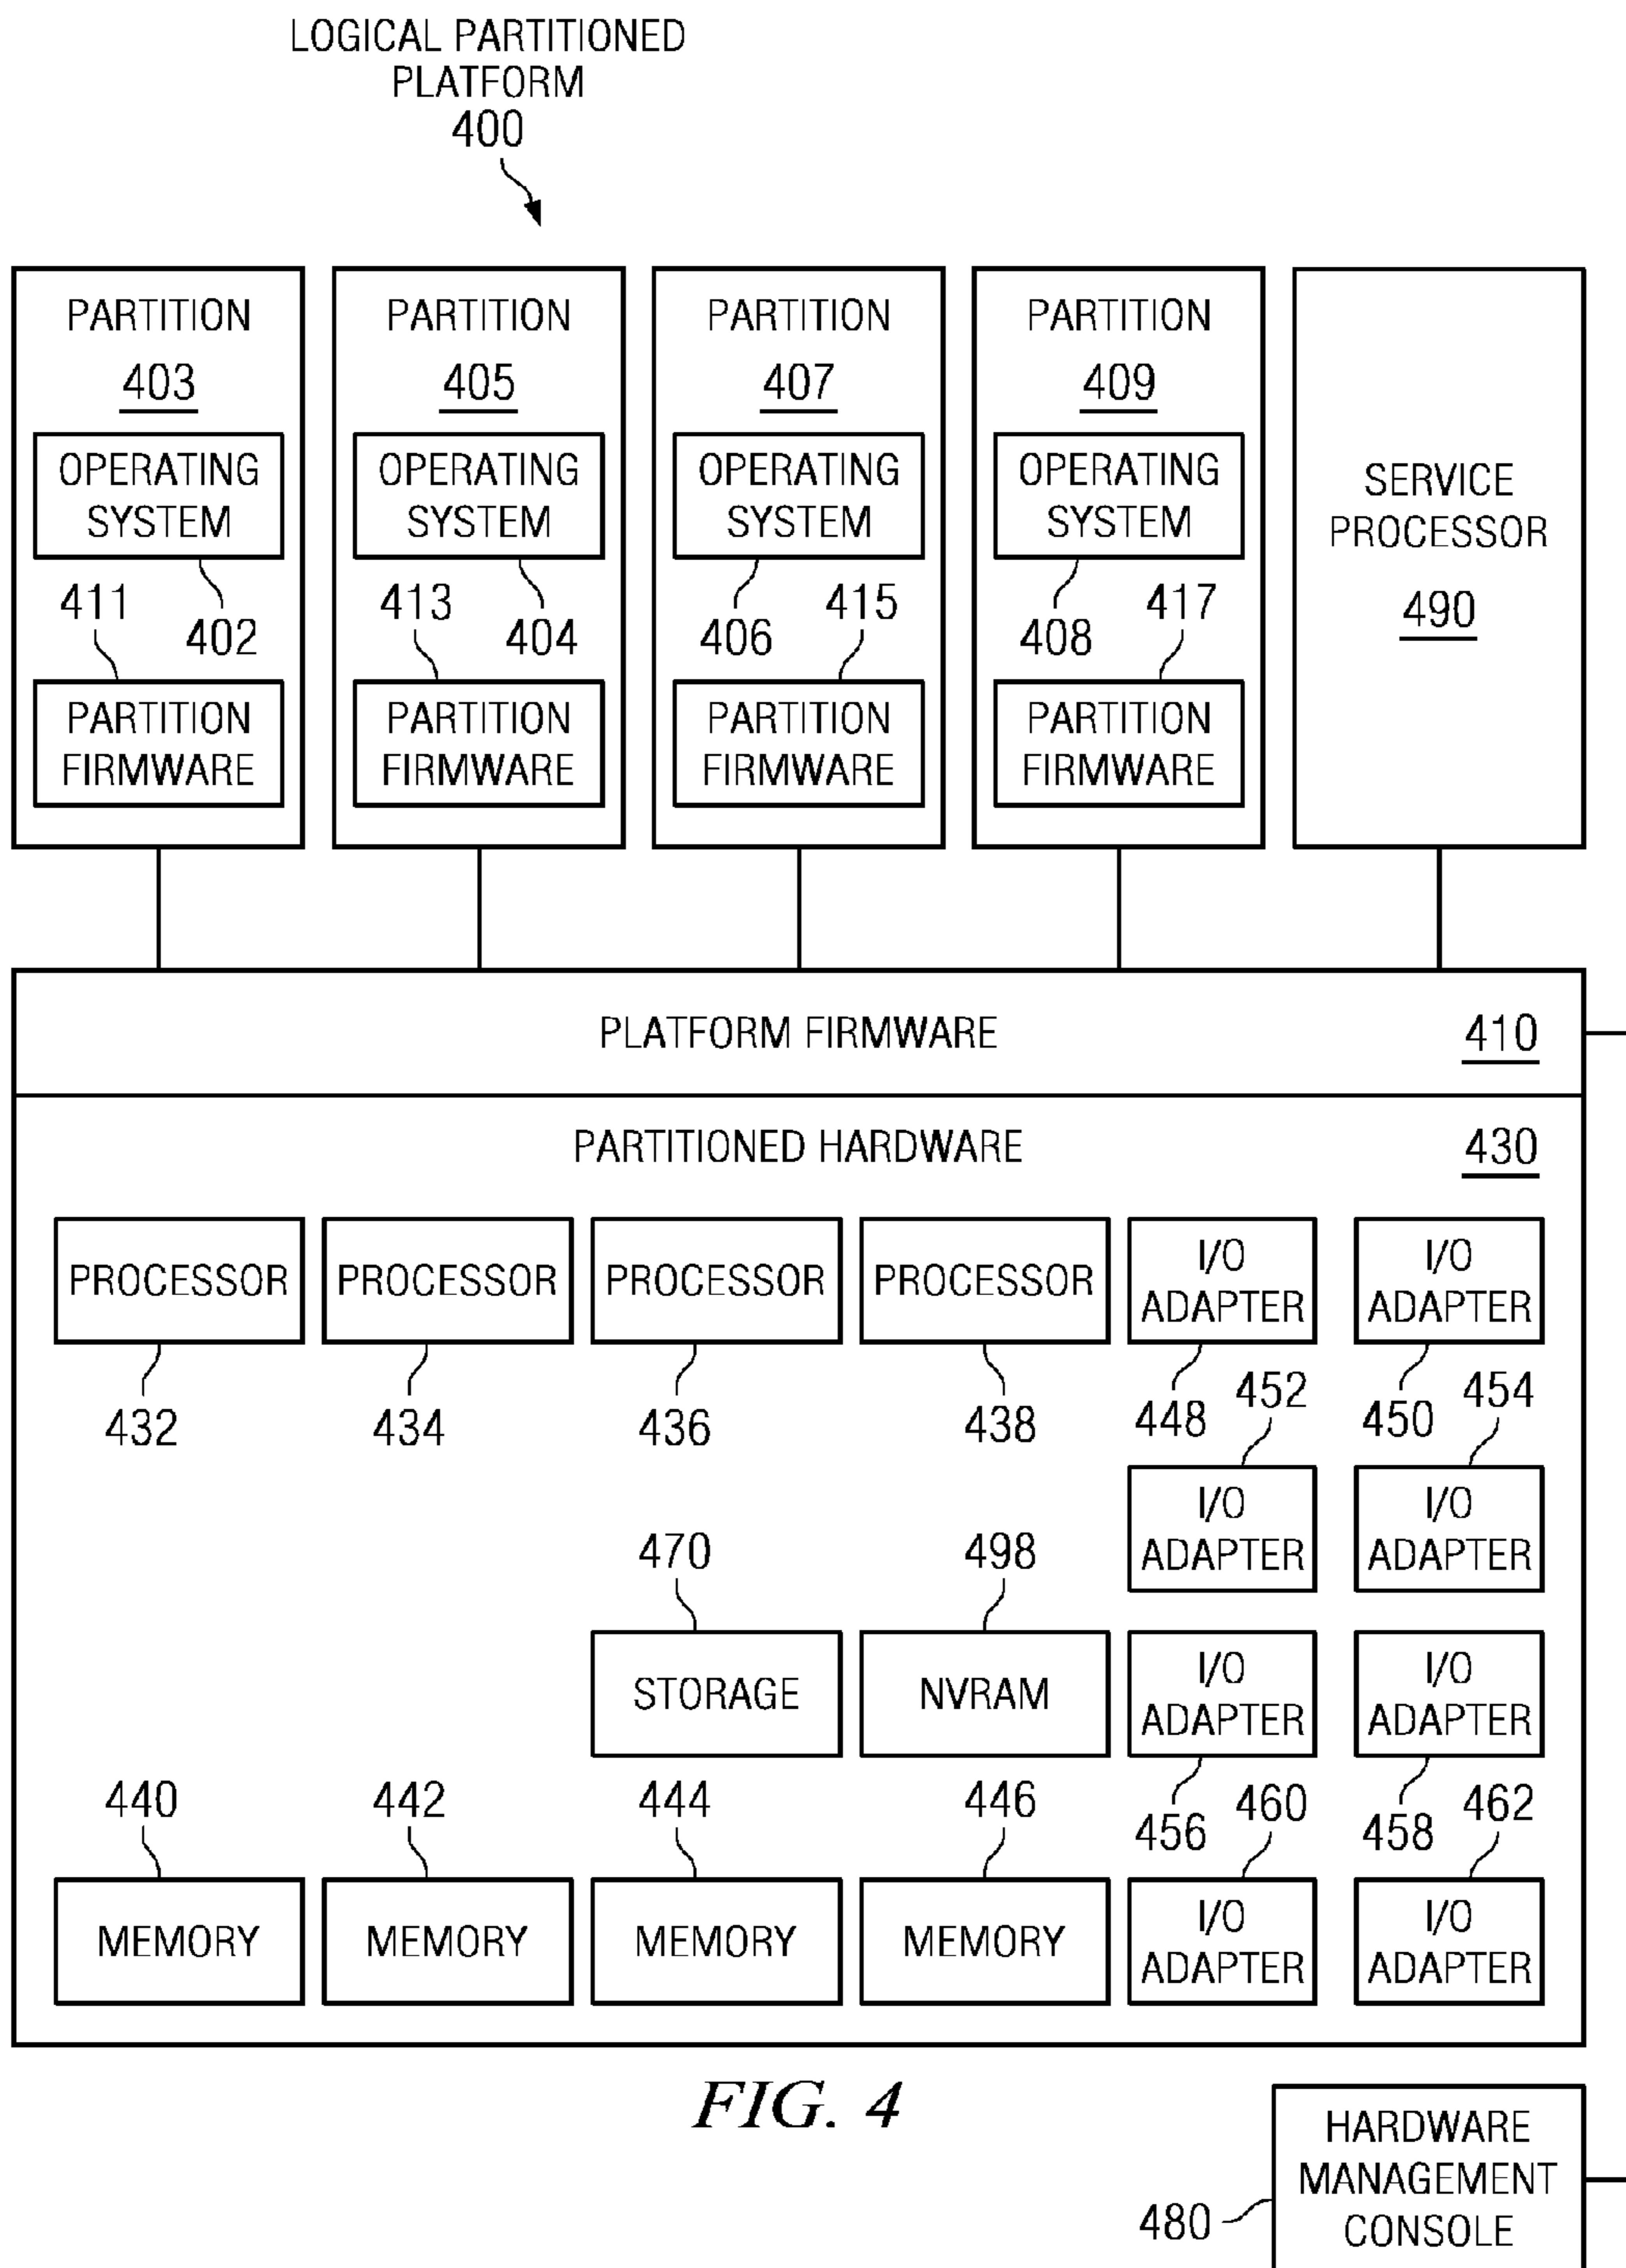 LOGICAL PARTITIONED
PLATFORM
400
PARTITION
403
OPERATING
SYSTEM
411
402
PARTITION
FIRMWARE
PARTITION
405
OPERATING
SYSTEM
413
404
PARTITION
FIRMWARE
PARTITION
407
OPERATING
SYSTEM
406
415
PARTITION
FIRMWARE
PARTITION
409
OPERATING
SYSTEM
408
417
PARTITION
FIRMWARE
SERVICE
PROCESSOR
490
PLATFORM FIRMWARE
410
PARTITIONED HARDWARE
430
PROCESSOR
432
PROCESSOR
434
PROCESSOR
436
PROCESSOR
438
I/O
ADAPTER
448
I/O
ADAPTER
450
452
I/O
ADAPTER
454
I/O
ADAPTER
470
STORAGE
498
NVRAM
I/O
ADAPTER
456
I/O
ADAPTER
458
440
MEMORY
442
MEMORY
444
MEMORY
446
MEMORY
460
I/O
ADAPTER
462
I/O
ADAPTER
FIG. 4
HARDWARE
MANAGEMENT
CONSOLE
480